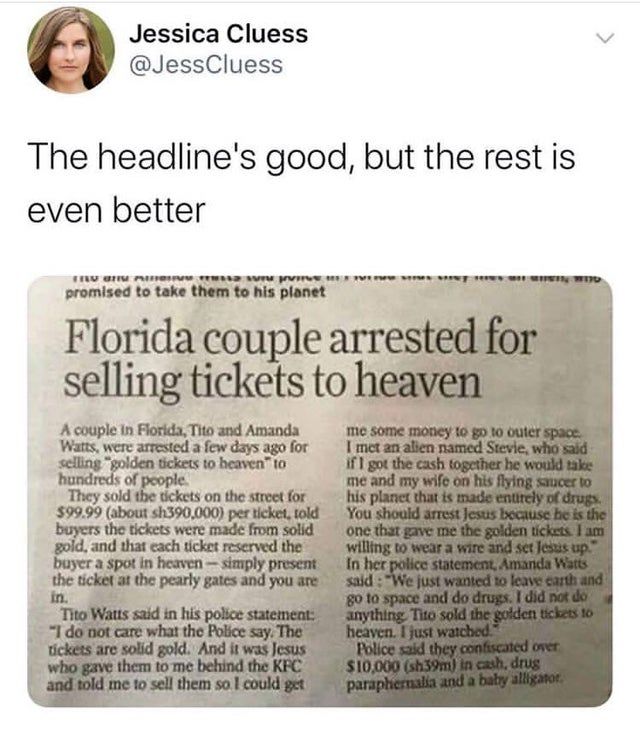 Jessica Cluess
@JessCluess
The headline's good, but the rest is
even better
promised to take them to his planet
Florida couple arrested for
selling tickets to heaven
A couple in Florida, Tito and Amanda
Watts, were arrested a few days ago for
selling "golden tickets to heaven" to
hundreds of people.
They sold the tickets on the street for
$99.99 (about sh390,000) per ticket, told
buyers the tickets were made from solid
gold, and that each ticket reserved the
buyer a spot in heaven – simply present
the ticket at the pearly gates and you are
in.
Tito Watts said in his police statement:
"I do not care what the Police say. The
tickets are solid gold. And it was Jesus
who gave them to me behind the KFC
and told me to sell them so I could get
me some money to go to outer space.
I met an alien named Stevie, who said
if I got the cash together he would take
me and my wife on his flying saucer to
his planet that is made entirely of drugs.
You should arrest Jesus because he is the
one that gave me the golden tickets. I am
willing to wear a wire and set Jesus up."
In her police statement, Amanda Watts
said : "We just wanted to leave earth and
go to space and do drugs. I did not do
anything. Tito sold the golden tickets to
heaven. I just watched."
Police said they confiscated over
$10,000 (sh39m) in cash, drug
paraphernalia and a baby alligator.